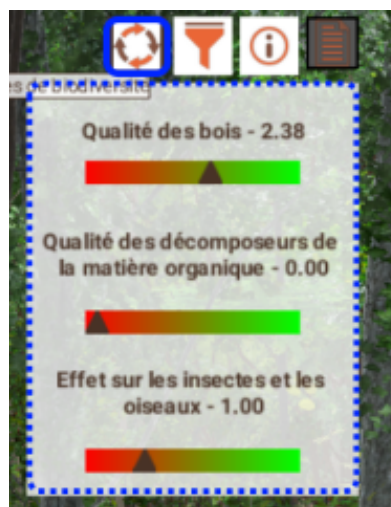 es de biodiversité
Qualité des bois - 2.38
Qualité des décomposeurs de
la matière organique - 0.00
Effet sur les insectes et les
oiseaux - 1.00